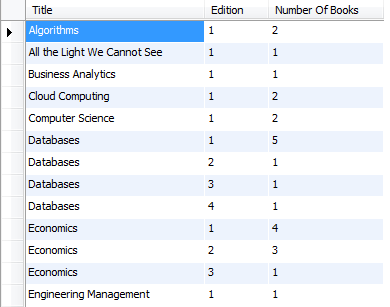 Title Edition Number Of Books
Algorithms 1 2
All the Light We Cannot See 1 1
Business Analytics 1 1
Cloud Computing 1 2
Computer Science 1 2
Databases 1 5
Databases 2 1
Databases 3 1
Databases 4 1
Economics 1 4
Economics 2 3
Economics 3 1
Engineering Management 1 1